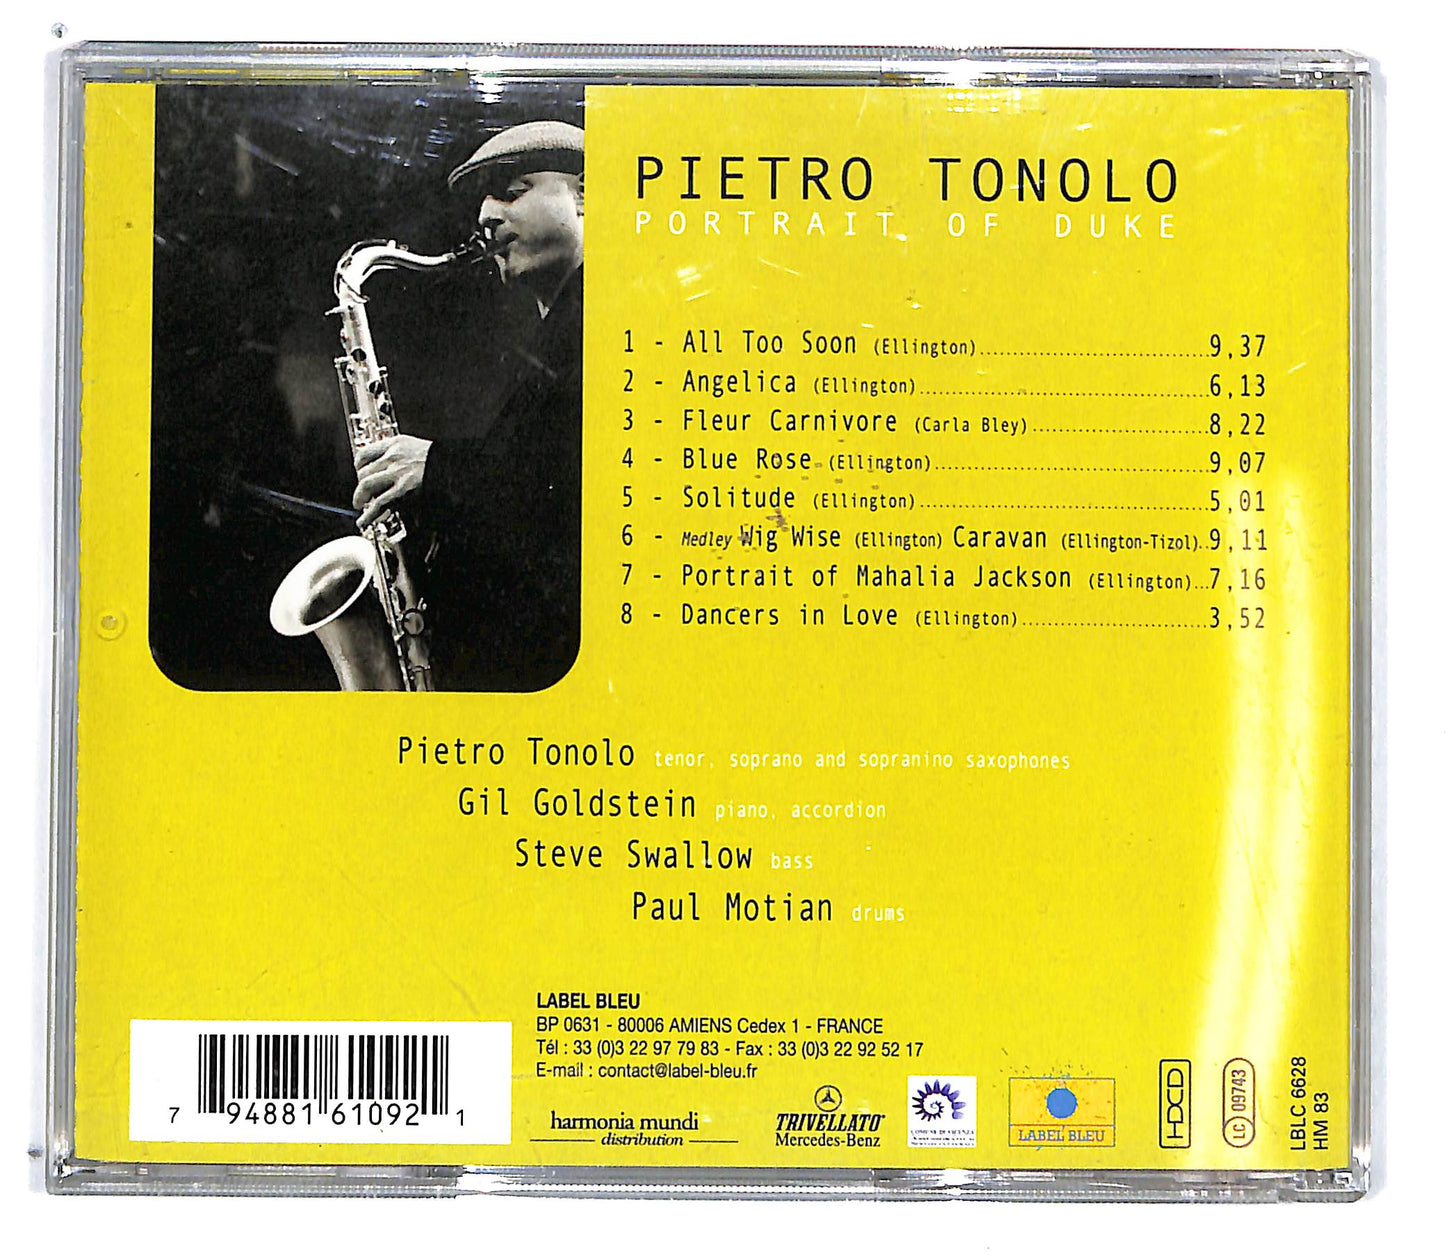 PIETRO TONOLO
PORTRAIT OF DUKE
1 - All Too Soon (Ellington)................................9,37
2 - Angelica (Ellington)................................6,13
3 - Fleur Carnivore (Carla Bley)................................8,22
4 - Blue Rose (Ellington)................................9,07
5 - Solitude (Ellington)................................5,01
6 - Medley Wig Wise (Ellington) Caravan (Ellington-Tizol)..9,11
7 - Portrait of Mahalia Jackson (Ellington)...7,16
8 - Dancers in Love (Ellington)................................3,52
Pietro Tonolo tenor, soprano and sopranino saxophones
Gil Goldstein piano, accordion
Steve Swallow bass
Paul Motian drums
LABEL BLEU
BP 0631 - 80006 AMIENS Cedex 1 - FRANCE
Tél : 33 (0)3 22 97 79 83 - Fax : 33 (0)3 22 92 52 17
E-mail : contact@label-bleu.fr
7 94881 61092 1
harmonia mundi
distribution
TRIVELLATO
Mercedes-Benz
COMUNE DI VICENZA
LABEL BLEU
HDCD
LC 09743
LBLC 6628
HM 83